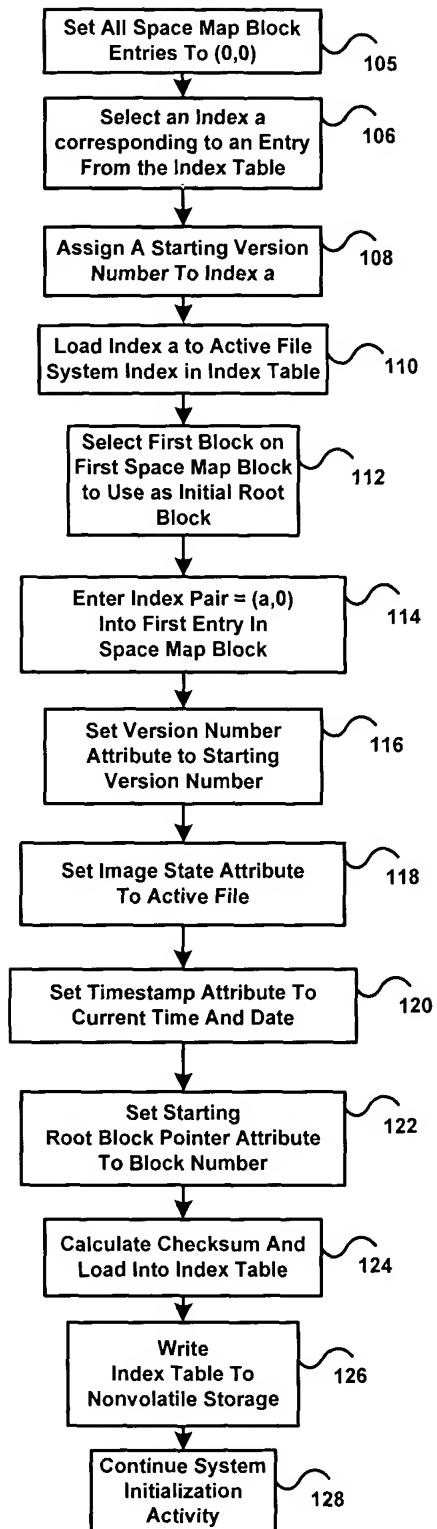 Set All Space Map Block
Entries To (0,0)
105
Select an Index a
corresponding to an Entry
From the Index Table
106
Assign A Starting Version
Number To Index a
108
Load Index a to Active File
System Index in Index Table
110
Select First Block on
First Space Map Block
to Use as Initial Root
Block
112
Enter Index Pair = (a,0)
Into First Entry In
Space Map Block
114
Set Version Number
Attribute to Starting
Version Number
116
Set Image State Attribute
To Active File
118
Set Timestamp Attribute To
Current Time And Date
120
Set Starting
Root Block Pointer Attribute
To Block Number
122
Calculate Checksum And
Load Into Index Table
124
Write
Index Table To
Nonvolatile Storage
126
Continue System
Initialization
Activity
128